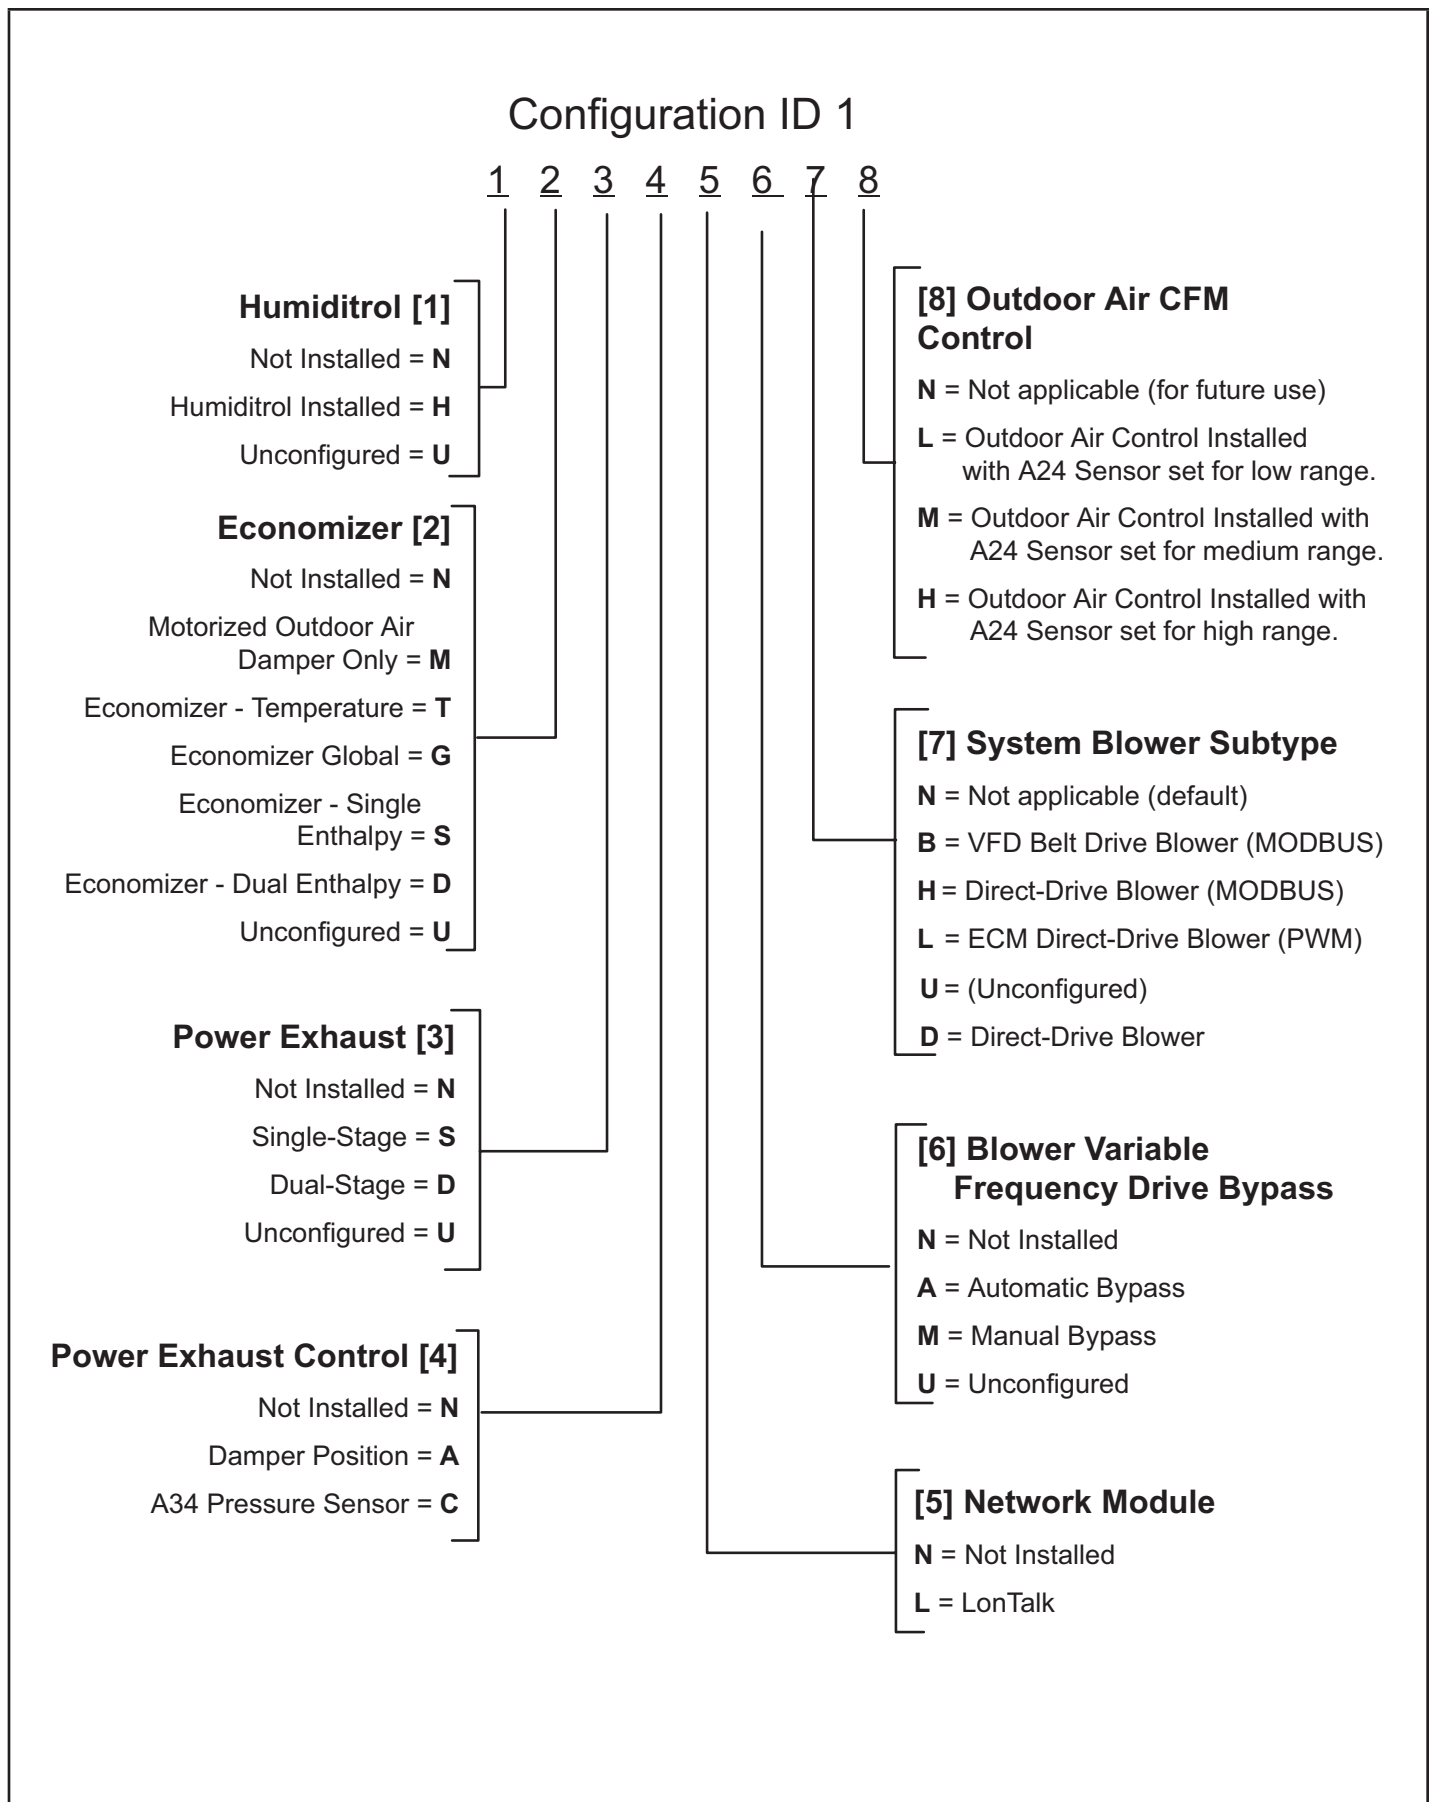 Configuration ID 1
1 2 3 4 5 6 7 8
Humiditrol [1]
Not Installed = N
Humiditrol Installed = H
Unconfigured = U
Economizer [2]
Not Installed = N
Motorized Outdoor Air
Damper Only = M
Economizer - Temperature = T
Economizer Global = G
Economizer - Single
Enthalpy = S
Economizer - Dual Enthalpy = D
Unconfigured = U
Power Exhaust [3]
Not Installed = N
Single-Stage = S
Dual-Stage = D
Unconfigured = U
Power Exhaust Control [4]
Not Installed = N
Damper Position = A
A34 Pressure Sensor = C
[8] Outdoor Air CFM
Control
N = Not applicable (for future use)
L = Outdoor Air Control Installed
with A24 Sensor set for low range.
M = Outdoor Air Control Installed with
A24 Sensor set for medium range.
H = Outdoor Air Control Installed with
A24 Sensor set for high range.
[7] System Blower Subtype
N = Not applicable (default)
B = VFD Belt Drive Blower (MODBUS)
H = Direct-Drive Blower (MODBUS)
L = ECM Direct-Drive Blower (PWM)
U = (Unconfigured)
D = Direct-Drive Blower
[6] Blower Variable
Frequency Drive Bypass
N = Not Installed
A = Automatic Bypass
M = Manual Bypass
U = Unconfigured
[5] Network Module
N = Not Installed
L = LonTalk